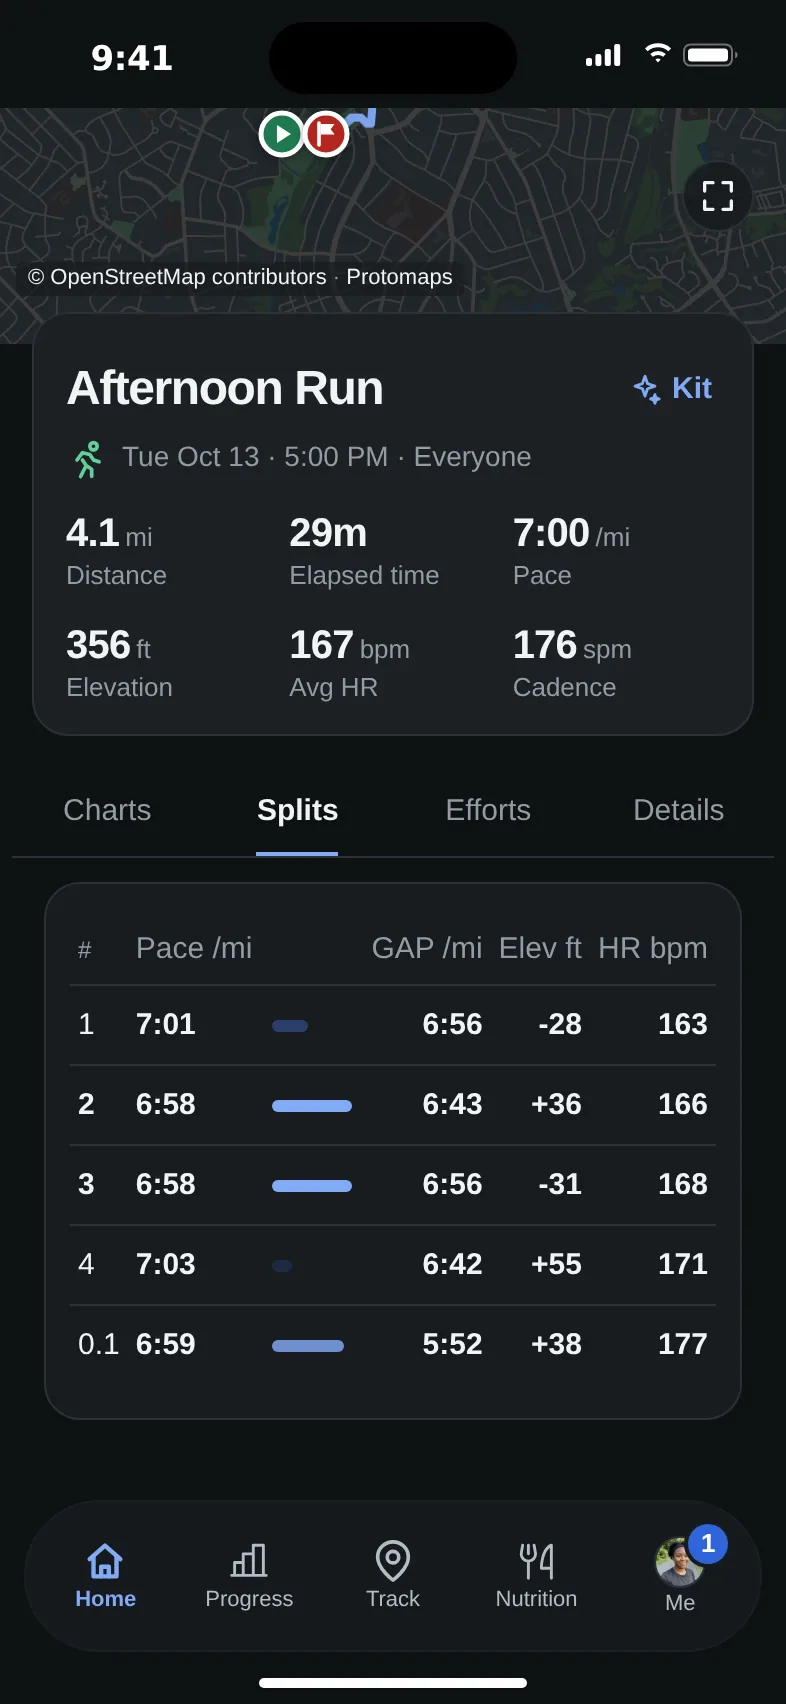 9:41
© OpenStreetMap contributors · Protomaps
Afternoon Run
Kit
Tue Oct 13 · 5:00 PM · Everyone
4.1 mi 29m 7:00 /mi
Distance Elapsed time Pace
356 ft 167 bpm 176 spm
Elevation Avg HR Cadence
Charts Splits Efforts Details
# Pace /mi GAP /mi Elev ft HR bpm
1 7:01 6:56 -28 163
2 6:58 6:43 +36 166
3 6:58 6:56 -31 168
4 7:03 6:42 +55 171
0.1 6:59 5:52 +38 177
1
Home Progress Track Nutrition Me